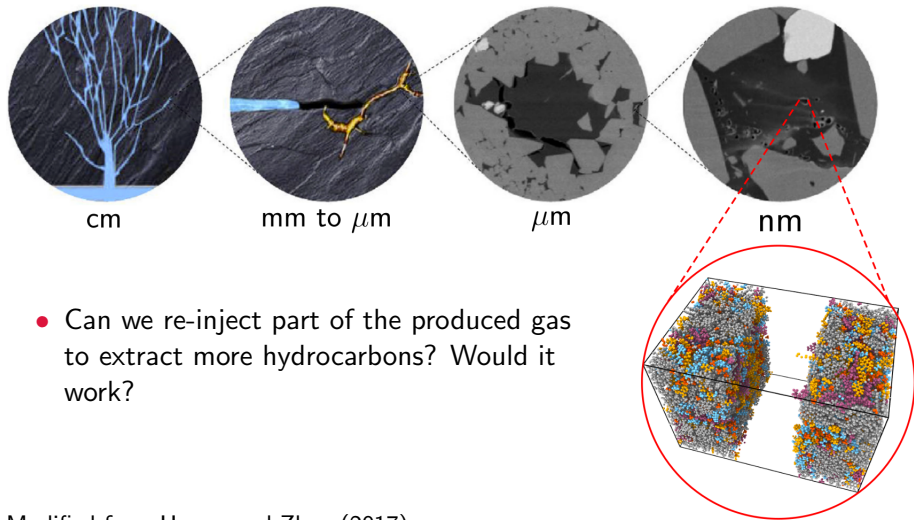 cm
mm to μm
μm
nm
• Can we re-inject part of the produced gas
to extract more hydrocarbons? Would it
work?